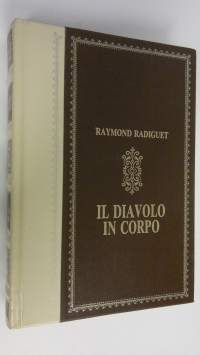 RAYMOND RADIGUET
IL DIAVOLO
IN CORPO